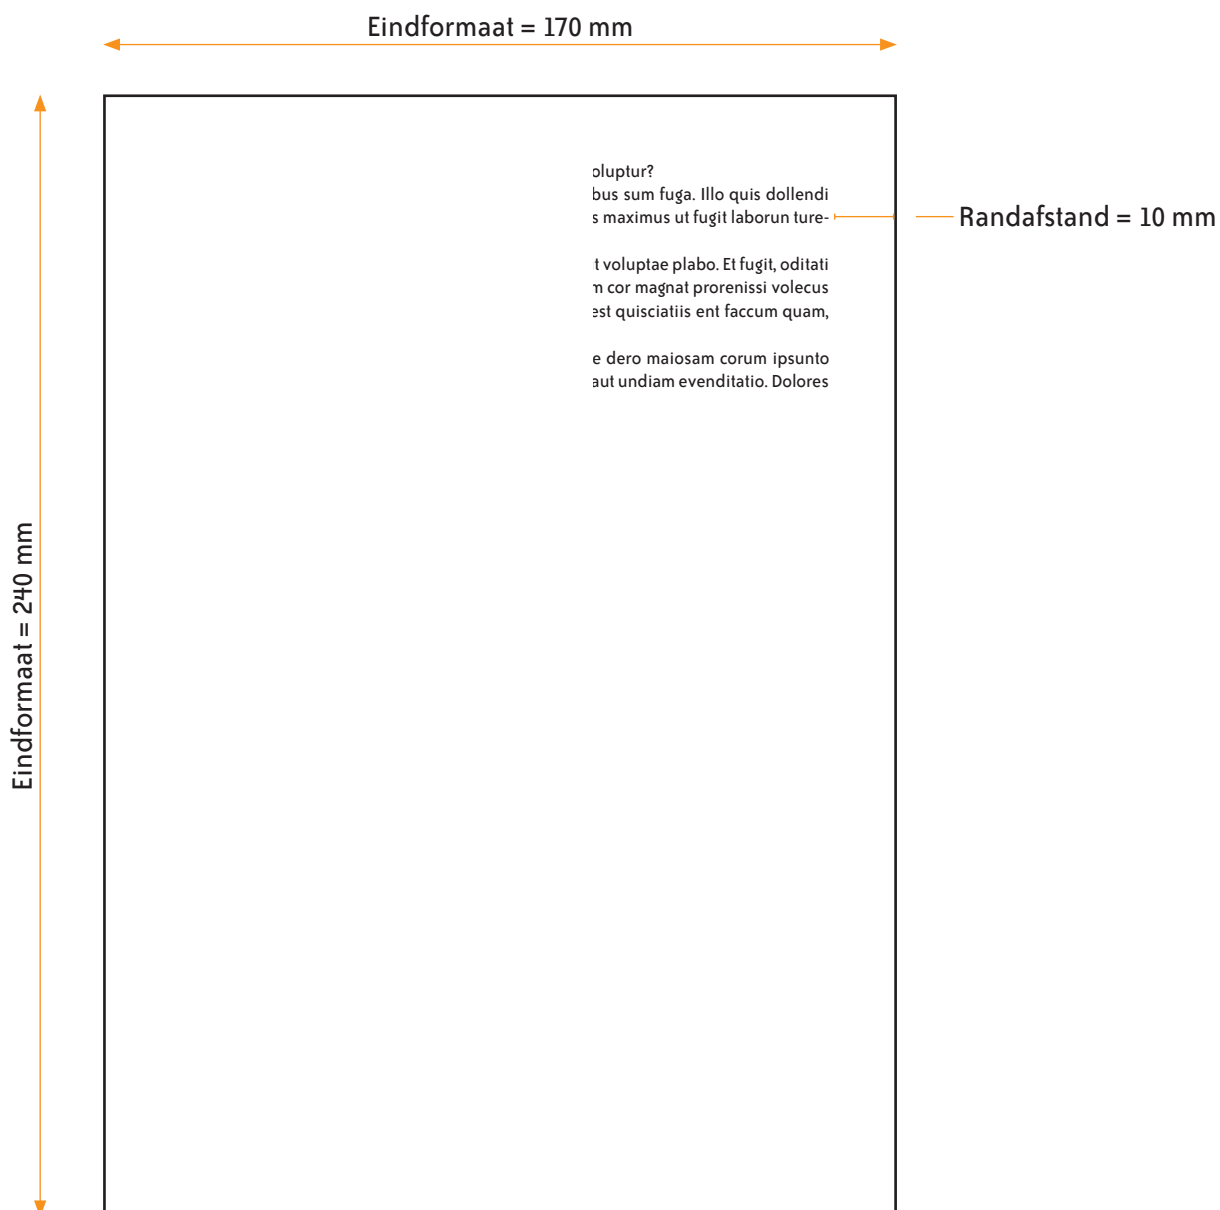 Eindformaat = 170 mm
oluptur?
bus sum fuga. Illo quis dollendi
s maximus ut fugit laborun ture-
Randafstand = 10 mm
t voluptae plabo. Et fugit, oditati
m cor magnat prorenissi volecus
est quisciatiis ent faccum quam,
e dero maiosam corum ipsunto
aut undiam evenditatio. Dolores
Eindformaat = 240 mm